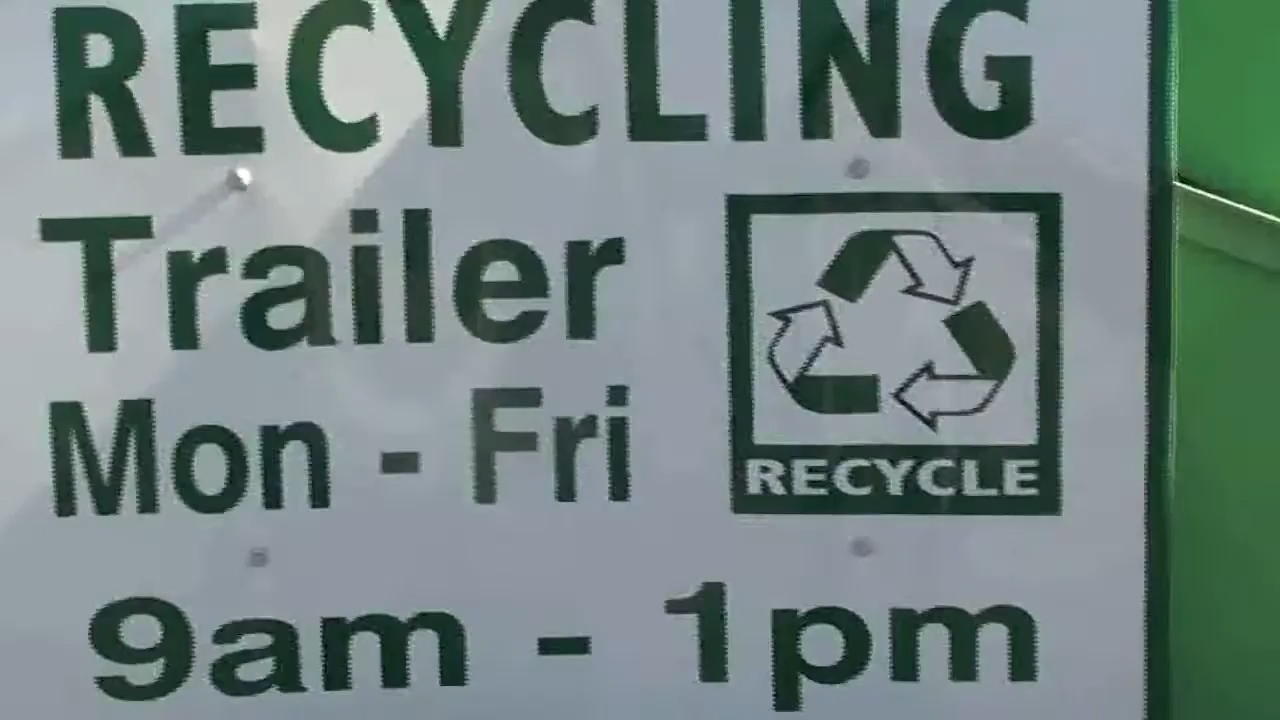 RECYCLING
Trailer
Mon - Fri
RECYCLE
9am - 1pm